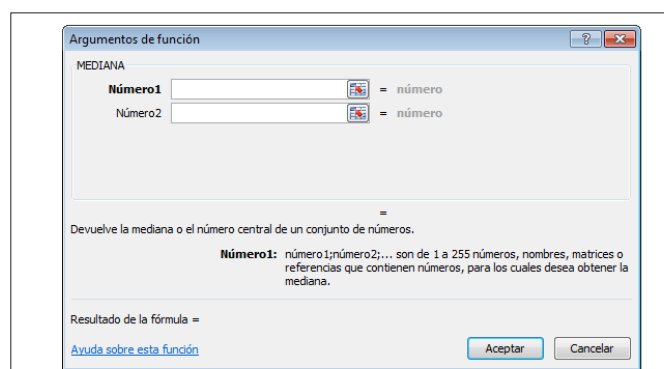 Argumentos de función
MEDIANA
Número1 = número
Número2 = número
=
Devuelve la mediana o el número central de un conjunto de números.
Número1: número1;número2;... son de 1 a 255 números, nombres, matrices o
referencias que contienen números, para los cuales desea obtener la
mediana.
Resultado de la fórmula =
Ayuda sobre esta función
Aceptar
Cancelar